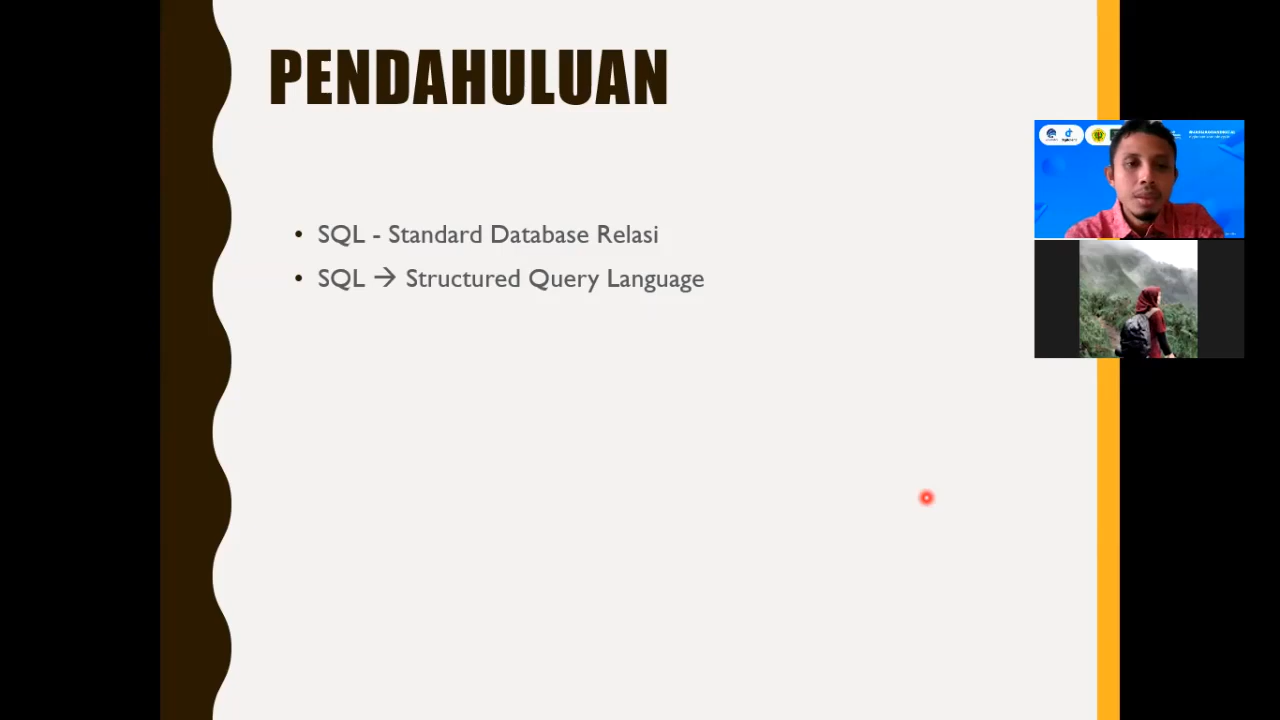 PENDAHULUAN
• SQL - Standard Database Relasi
• SQL → Structured Query Language